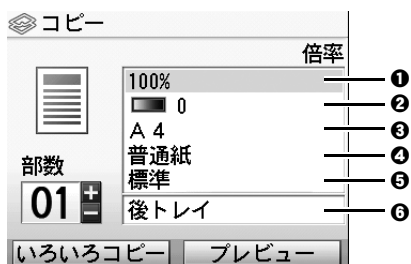 コピー
倍率
100% ❶
0 ❷
A4 ❸
普通紙 ❹
標準 ❺
後トレイ ❻
部数
01 + −
いろいろコピー プレビュー